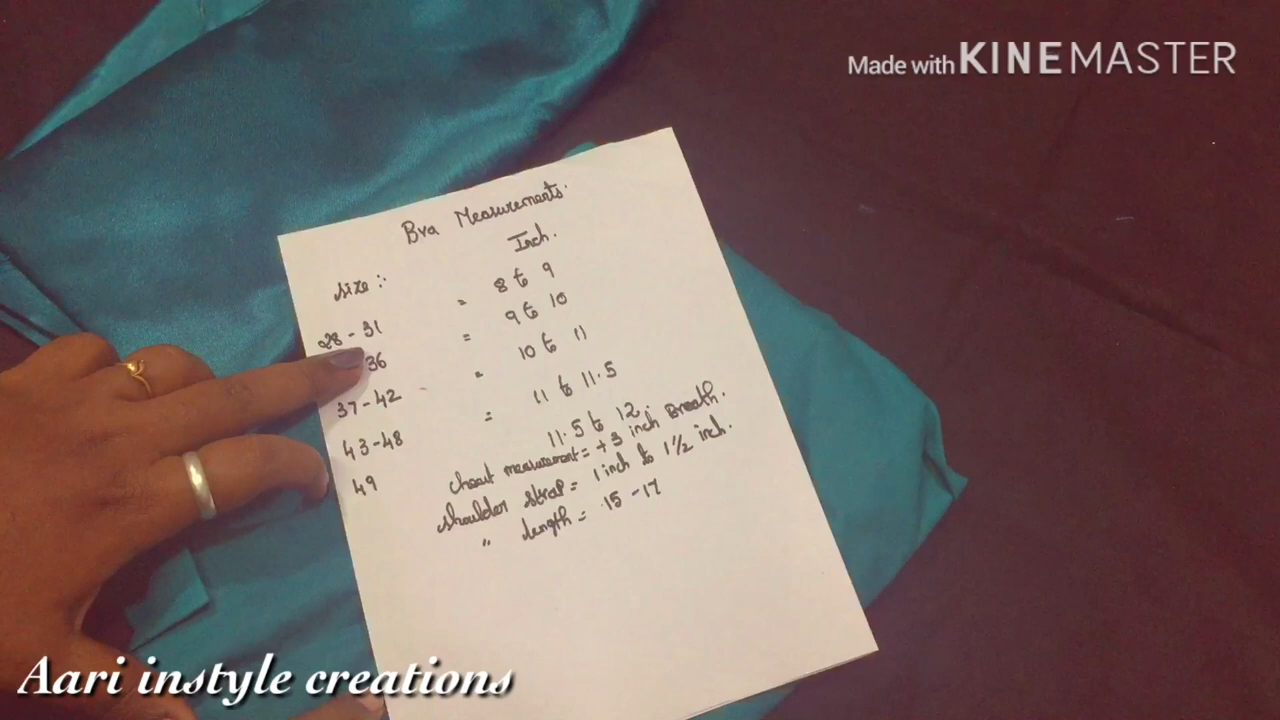 Made with KINEMASTER
Bra Measurements.
Inch.
size :-
28 - 31 = 8 to 9
36 = 9 to 10
37 - 42 = 10 to 11
43 - 48 = 11 to 11.5
49 11.5 to 12.
chest measurement = + 3 inch Breath.
shoulder strap = 1 inch to 1 1/2 inch.
" length = 15 - 17
Aari instyle creations